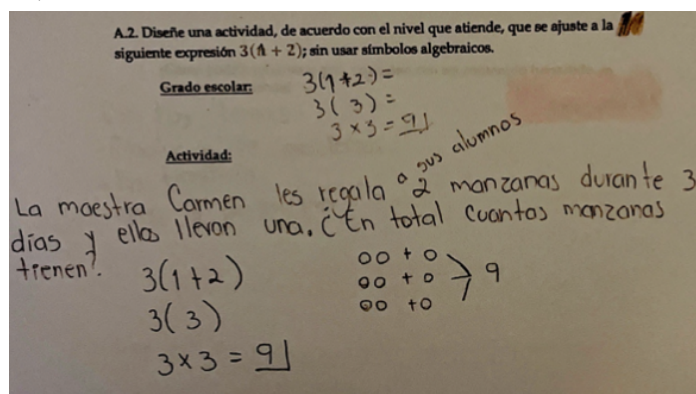 A.2. Diseñe una actividad, de acuerdo con el nivel que atiende, que se ajuste a la
siguiente expresión 3(1 + 2); sin usar símbolos algebraicos.
Grado escolar:
3(1+2)=
3( 3) =
3 x 3 = 9
Actividad:
a sus alumnos
La maestra Carmen les regala 2 manzanas durante 3
días y ellos llevan una. ¿En total cuantas manzanas
tienen?
3(1+2)
3( 3)
3 x 3 = 9
oo + o
oo + o
oo + o
9